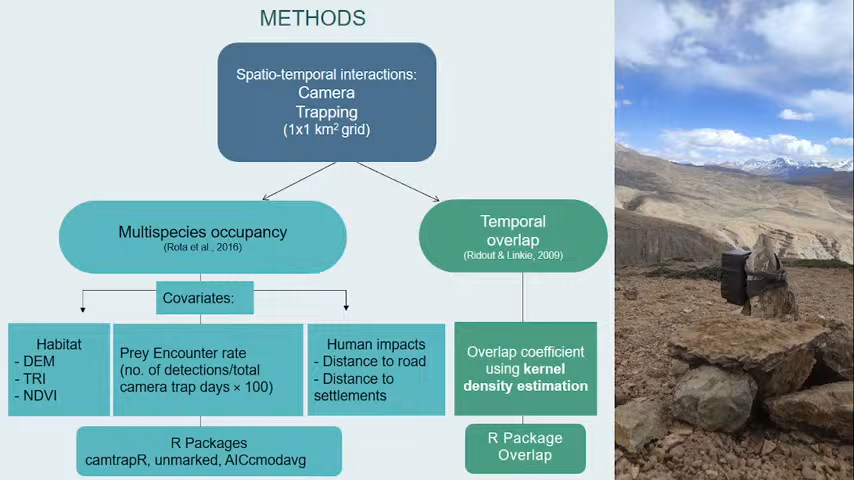 METHODS
Spatio-temporal interactions:
Camera
Trapping
(1x1 km² grid)
Multispecies occupancy
(Rota et al., 2016)
Temporal
overlap
(Ridout & Linkie, 2009)
Covariates:
Habitat
- DEM
- TRI
- NDVI
Prey Encounter rate
(no. of detections/total
camera trap days × 100)
Human impacts
- Distance to road
- Distance to
settlements
Overlap coefficient
using kernel
density estimation
R Packages
camtrapR, unmarked, AICcmodavg
R Package
Overlap